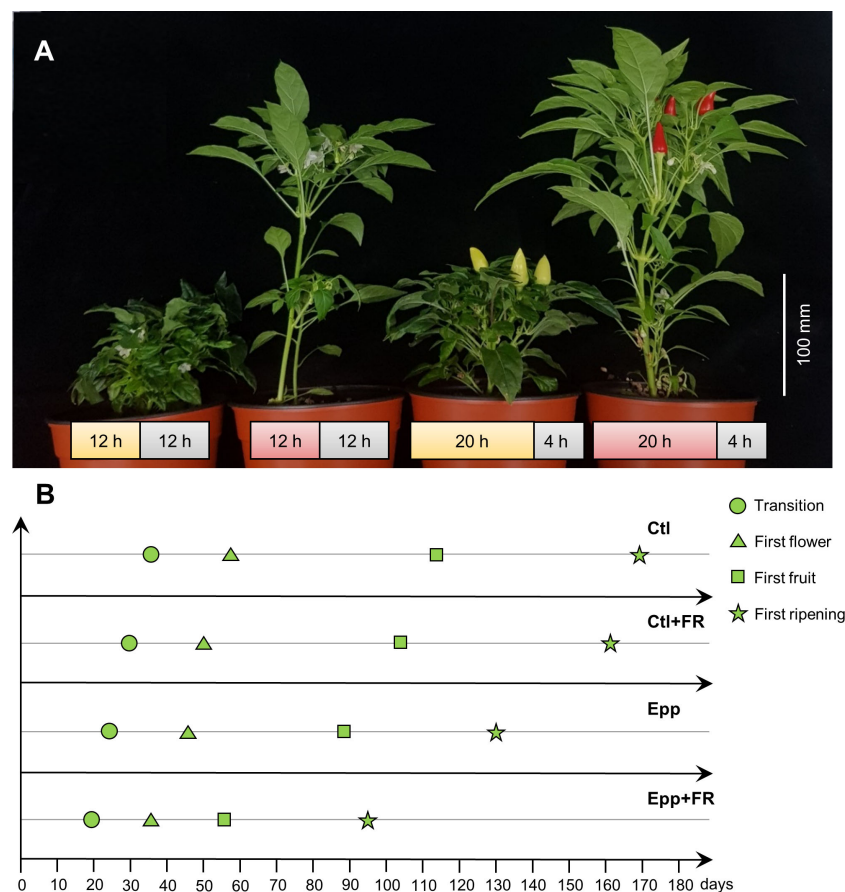 A
100 mm
12 h 12 h 12 h 12 h 20 h 4 h 20 h 4 h
B
Transition
First flower
First fruit
First ripening
Ctl
Ctl+FR
Epp
Epp+FR
0 10 20 30 40 50 60 70 80 90 100 110 120 130 140 150 160 170 180 days